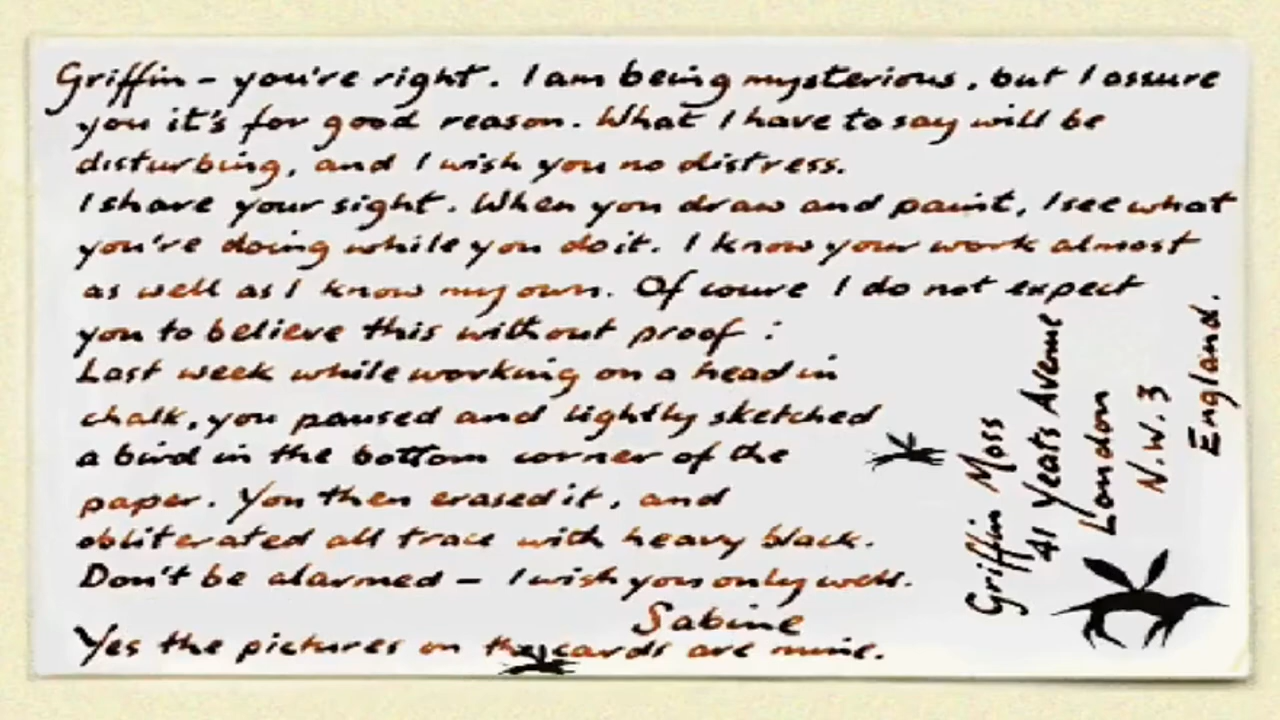 Griffin – you're right. I am being mysterious, but I assure
you it's for good reason. What I have to say will be
disturbing, and I wish you no distress.
I share your sight. When you draw and paint, I see what
you're doing while you do it. I know your work almost
as well as I know my own. Of coure I do not expect
you to believe this without proof :
Last week while working on a head in
chalk, you paused and lightly sketched
a bird in the bottom corner of the
paper. You then erased it, and
obliterated all trace with heavy black.
Don't be alarmed – I wish you only well.
Sabine
Yes the pictures on the cards are mine.
Griffin Moss
41 Yeats Avenue
London
N.W.3
England.